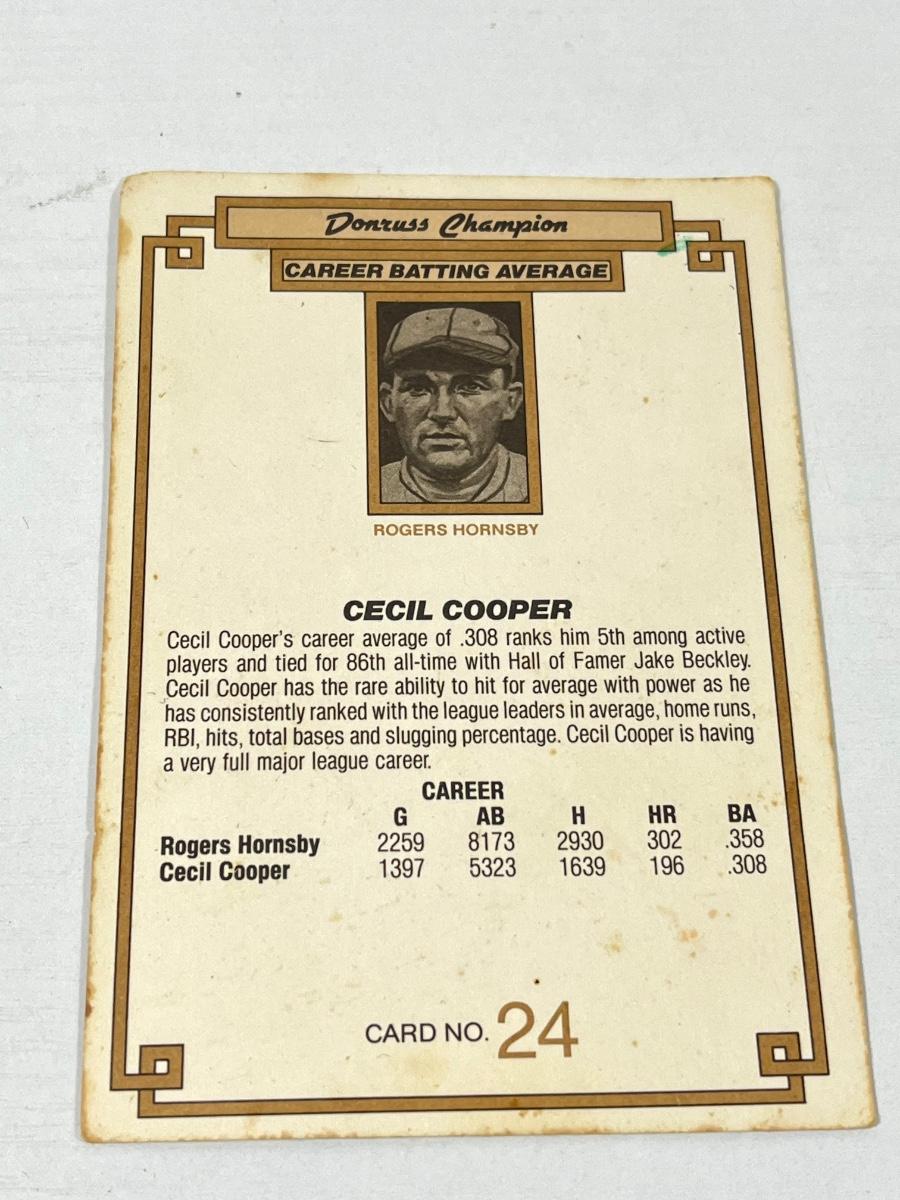 Donruss Champion
CAREER BATTING AVERAGE
ROGERS HORNSBY
CECIL COOPER
Cecil Cooper's career average of .308 ranks him 5th among active
players and tied for 86th all-time with Hall of Famer Jake Beckley.
Cecil Cooper has the rare ability to hit for average with power as he
has consistently ranked with the league leaders in average, home runs,
RBI, hits, total bases and slugging percentage. Cecil Cooper is having
a very full major league career.
CAREER
G AB H HR BA
Rogers Hornsby 2259 8173 2930 302 .358
Cecil Cooper 1397 5323 1639 196 .308
CARD NO. 24